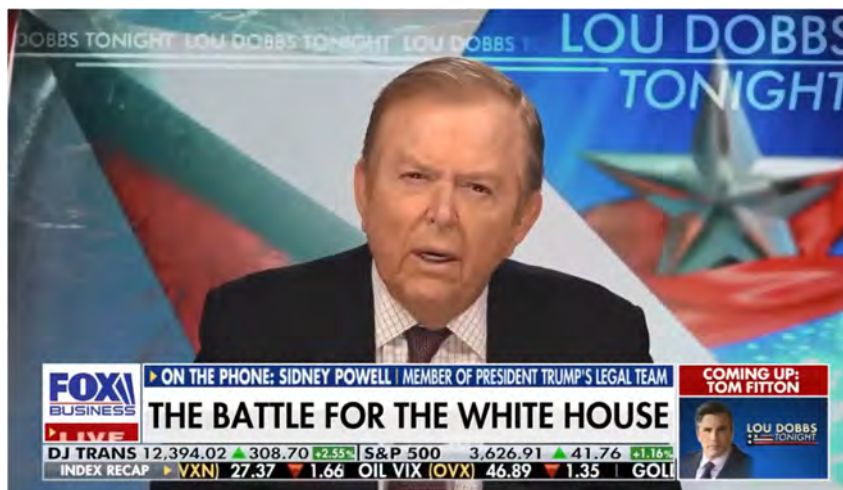 DOBBS TONIGHT LOU DOBBS TONIGHT LOU DOBBS T
LOU DOBBS
TONIGHT
FOX
BUSINESS
LIVE
ON THE PHONE: SIDNEY POWELL | MEMBER OF PRESIDENT TRUMP'S LEGAL TEAM
THE BATTLE FOR THE WHITE HOUSE
COMING UP:
TOM FITTON
LOU DOBBS
TONIGHT
DJ TRANS 12,394.02 ▲ 308.70 +2.55% S&P 500 3,626.91 ▲ 41.76 +1.16%
INDEX RECAP VXN) 27.37 ▼ 1.66 OIL VIX (OVX) 46.89 ▼ 1.35 GOL